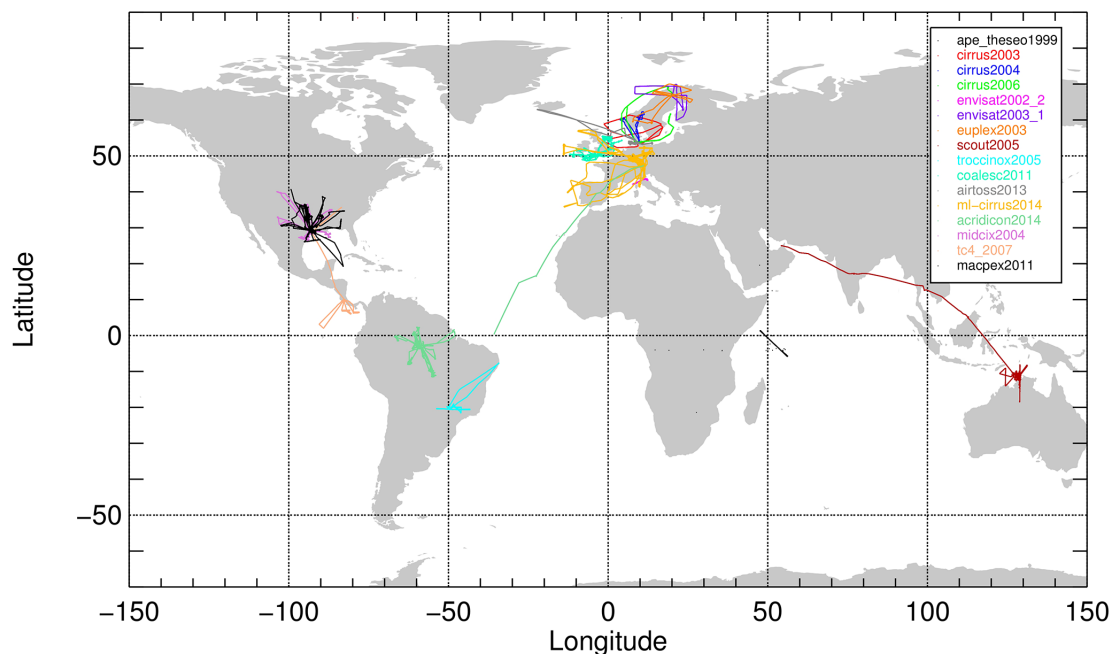 ape_theseo1999
cirrus2003
cirrus2004
cirrus2006
envisat2002_2
envisat2003_1
euplex2003
scout2005
troccinox2005
coalesc2011
airtoss2013
ml-cirrus2014
acridicon2014
midcix2004
tc4_2007
macpex2011
50
0
−50
Latitude
−150 −100 −50 0 50 100 150
Longitude